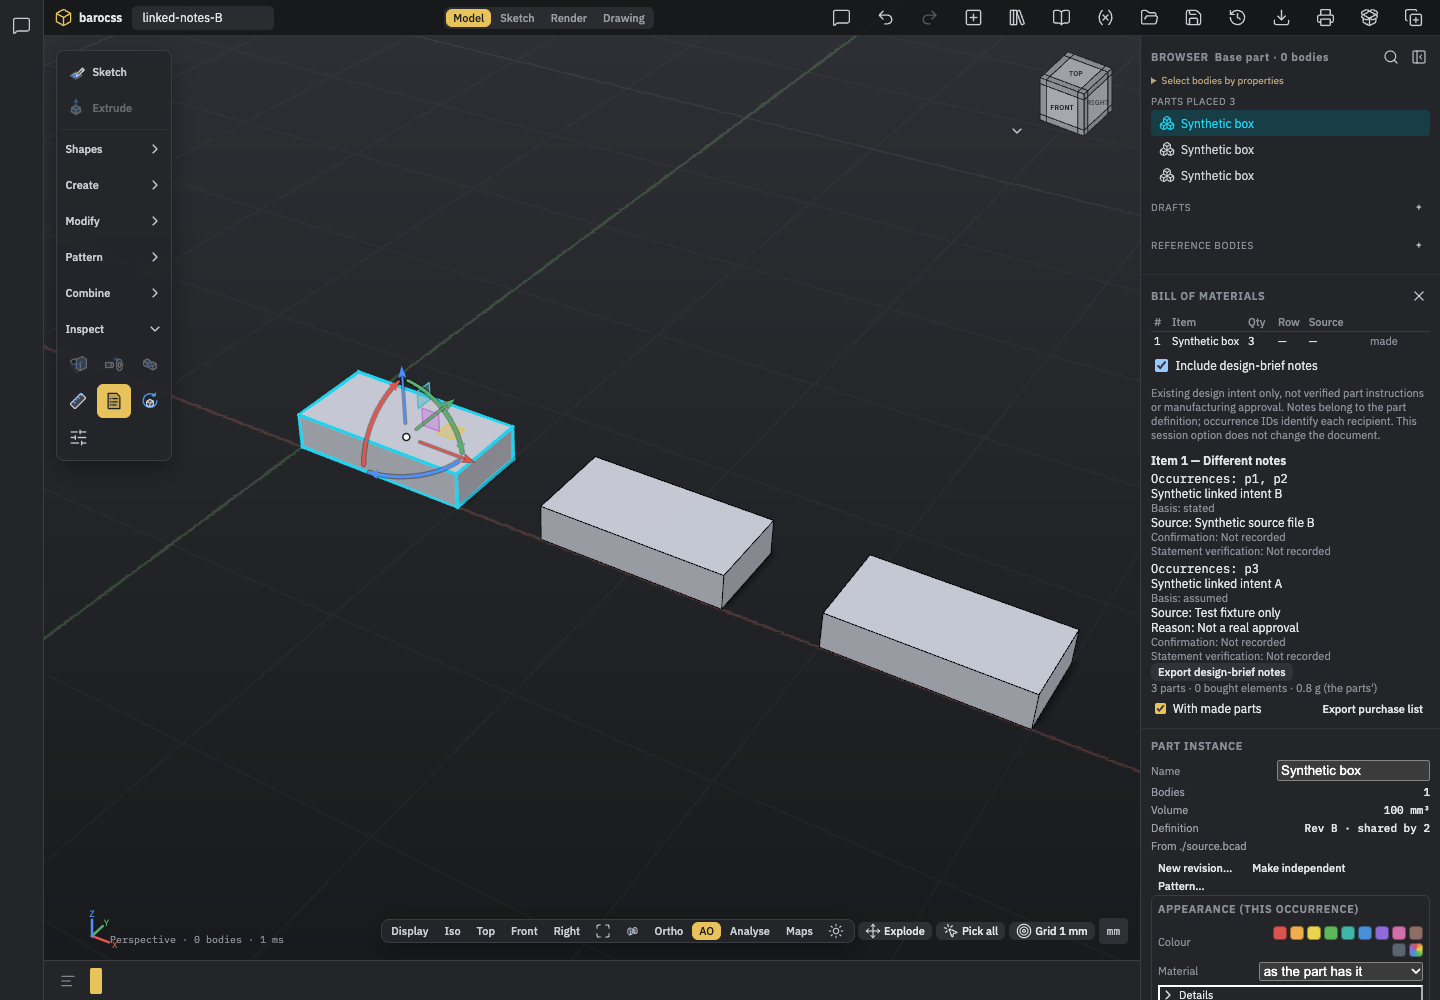 barocss
linked-notes-B
Model
Sketch
Render
Drawing
Sketch
Extrude
Shapes
Create
Modify
Pattern
Combine
Inspect
TOP
FRONT
RIGHT
BROWSER Base part · 0 bodies
Select bodies by properties
PARTS PLACED 3
Synthetic box
Synthetic box
Synthetic box
DRAFTS
REFERENCE BODIES
BILL OF MATERIALS
# Item Qty Row Source
1 Synthetic box 3 — — made
Include design-brief notes
Existing design intent only, not verified part instructions
or manufacturing approval. Notes belong to the part
definition; occurrence IDs identify each recipient. This
session option does not change the document.
Item 1 — Different notes
Occurrences: p1, p2
Synthetic linked intent B
Basis: stated
Source: Synthetic source file B
Confirmation: Not recorded
Statement verification: Not recorded
Occurrences: p3
Synthetic linked intent A
Basis: assumed
Source: Test fixture only
Reason: Not a real approval
Confirmation: Not recorded
Statement verification: Not recorded
Export design-brief notes
3 parts · 0 bought elements · 0.8 g (the parts')
With made parts Export purchase list
PART INSTANCE
Name Synthetic box
Bodies 1
Volume 100 mm³
Definition Rev B · shared by 2
From ./source.bcad
New revision... Make independent
Pattern...
APPEARANCE (THIS OCCURRENCE)
Colour
Material as the part has it
Details
Z
Y
X
Perspective · 0 bodies · 1 ms
Display Iso Top Front Right Ortho AO Analyse Maps Explode Pick all Grid 1 mm mm